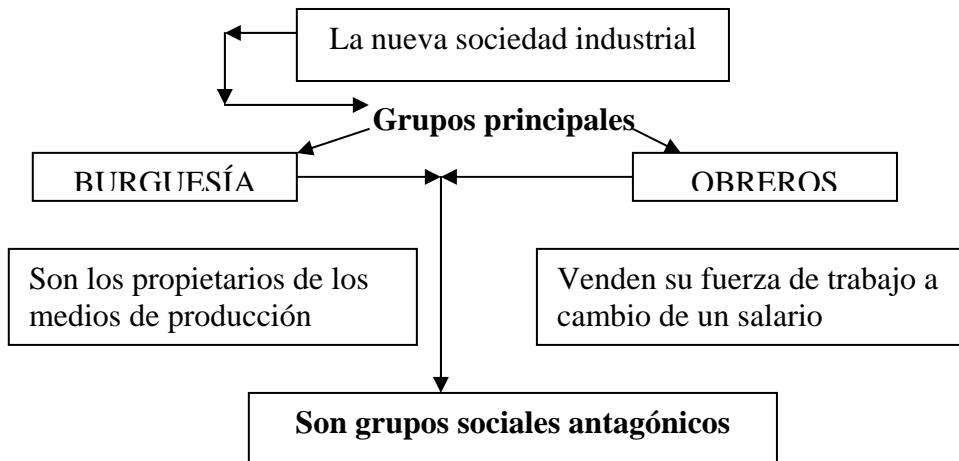 La nueva sociedad industrial
Grupos principales
BURGUESÍA
OBREROS
Son los propietarios de los
medios de producción
Venden su fuerza de trabajo a
cambio de un salario
Son grupos sociales antagónicos